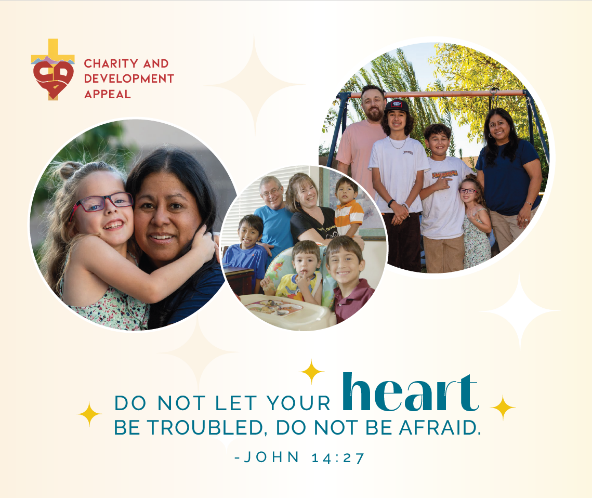 CHARITY AND
DEVELOPMENT
APPEAL
DO NOT LET YOUR heart
BE TROUBLED, DO NOT BE AFRAID.
-JOHN 14:27